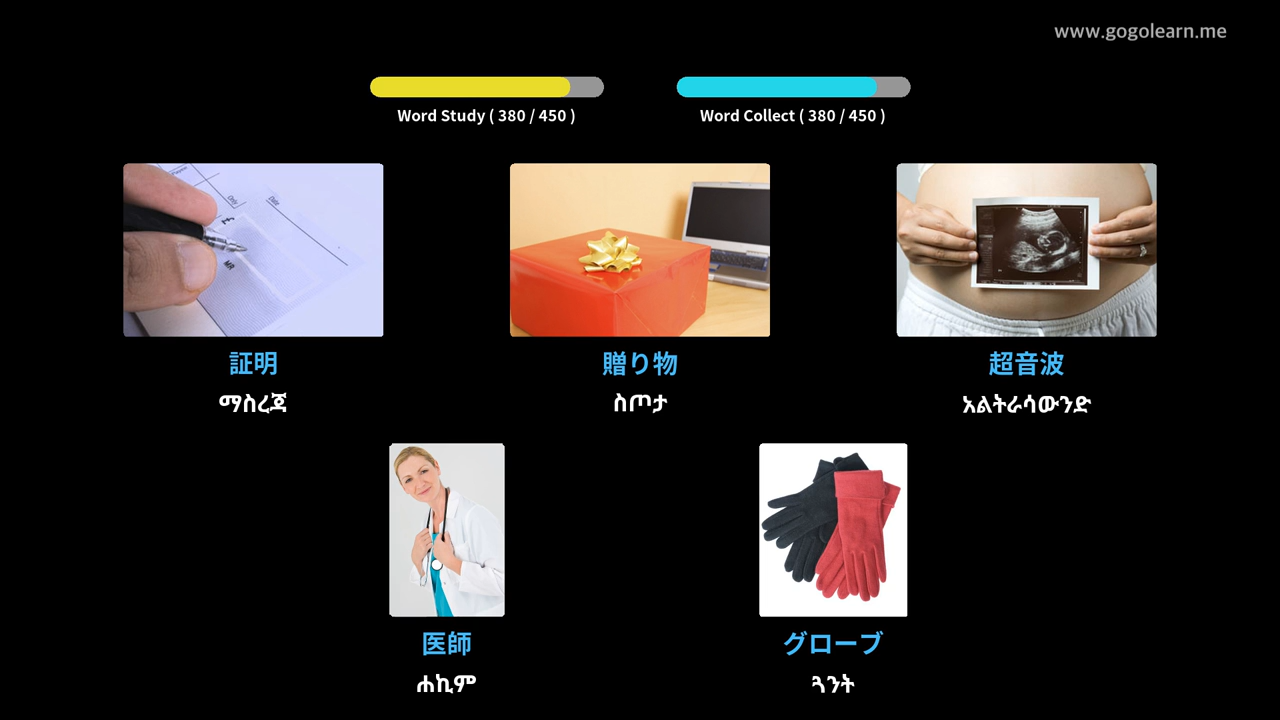 www.gogolearn.me
Word Study ( 380 / 450 )
Word Collect ( 380 / 450 )
証明
ማስረጃ
贈り物
ስጦታ
超音波
አልትራሳውንድ
医師
ሐኪም
グローブ
ጓንት